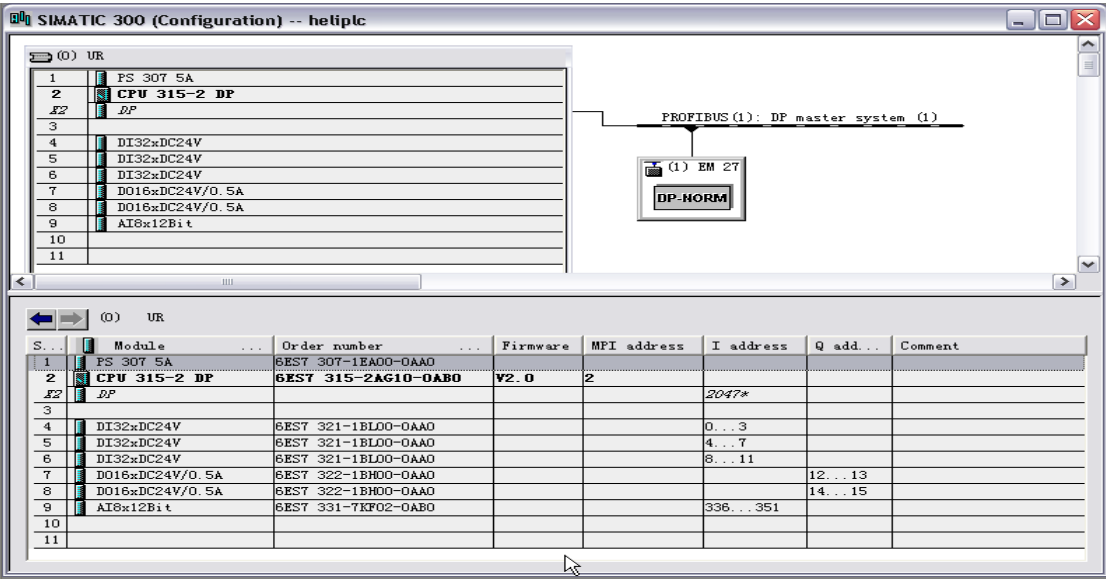 SIMATIC 300 (Configuration) -- heliplc
(0) UR
1 PS 307 5A
2 CPU 315-2 DP
X2 DP
3
4 DI32xDC24V
5 DI32xDC24V
6 DI32xDC24V
7 DO16xDC24V/0.5A
8 DO16xDC24V/0.5A
9 AI8x12Bit
10
11
PROFIBUS(1): DP master system (1)
(1) EM 27
DP-NORM
(0) UR
S... Module ... Order number ... Firmware MPI address I address Q add... Comment
1 PS 307 5A 6ES7 307-1EA00-0AA0
2 CPU 315-2 DP 6ES7 315-2AG10-0AB0 V2.0 2
X2 DP 2047*
3
4 DI32xDC24V 6ES7 321-1BL00-0AA0 0...3
5 DI32xDC24V 6ES7 321-1BL00-0AA0 4...7
6 DI32xDC24V 6ES7 321-1BL00-0AA0 8...11
7 DO16xDC24V/0.5A 6ES7 322-1BH00-0AA0 12...13
8 DO16xDC24V/0.5A 6ES7 322-1BH00-0AA0 14...15
9 AI8x12Bit 6ES7 331-7KF02-0AB0 336...351
10
11